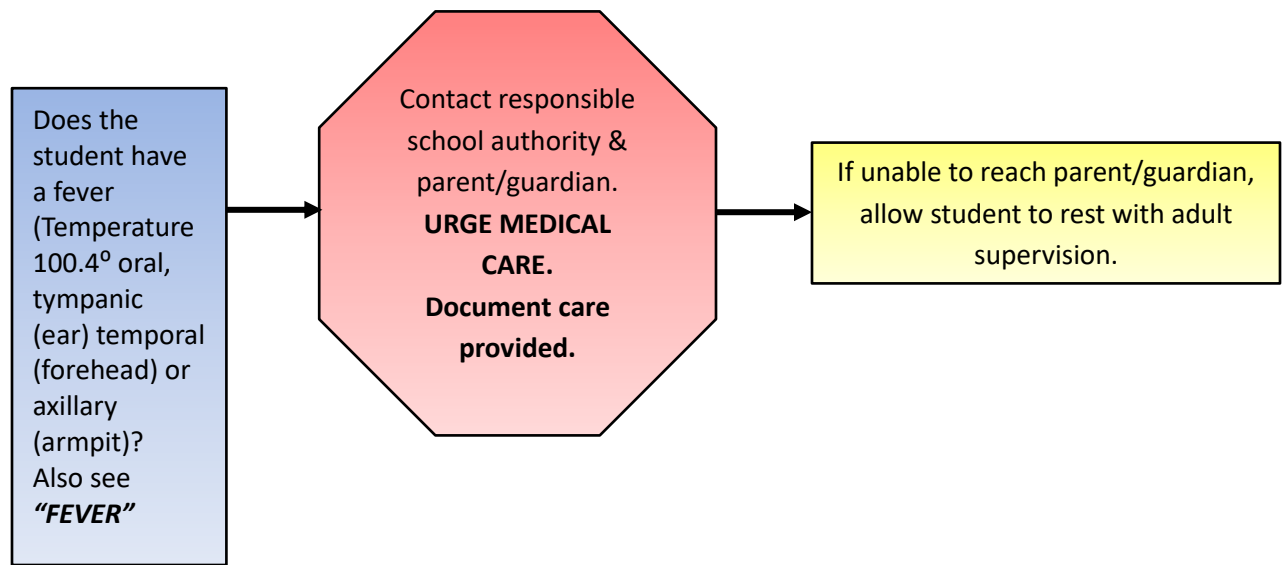 Does the
student have
a fever
(Temperature
100.4⁰ oral,
tympanic
(ear) temporal
(forehead) or
axillary
(armpit)?
Also see
“FEVER”
Contact responsible
school authority &
parent/guardian.
URGE MEDICAL
CARE.
Document care
provided.
If unable to reach parent/guardian,
allow student to rest with adult
supervision.